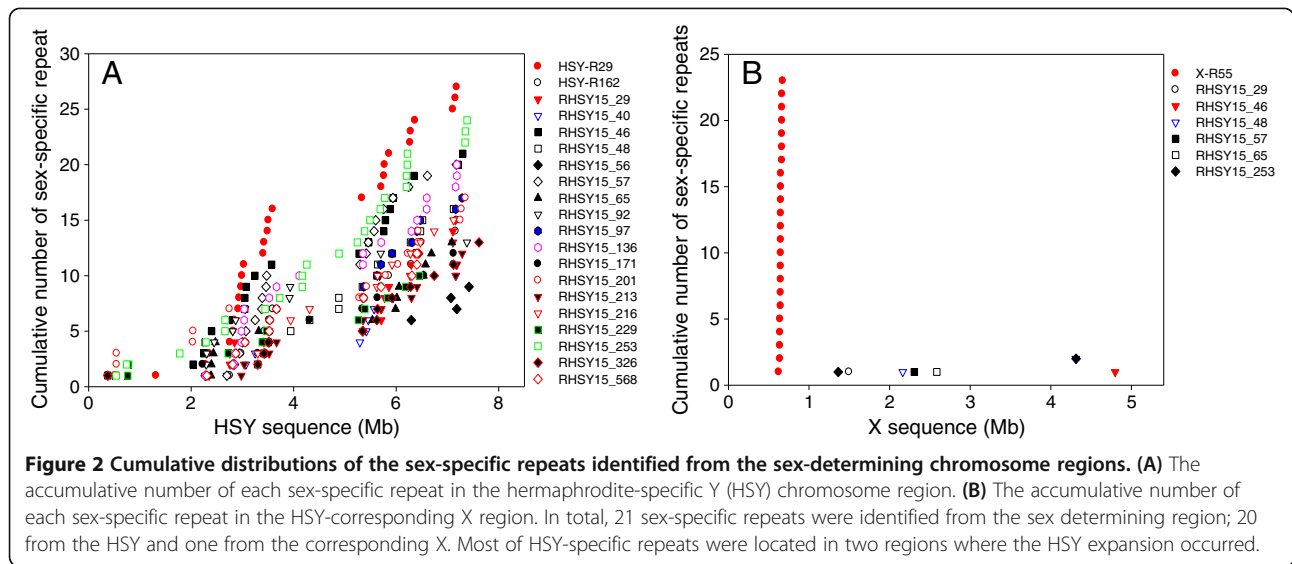 A
Cumulative number of sex-specific repeat
30
25
20
15
10
5
0
0 2 4 6 8
HSY sequence (Mb)
HSY-R29
HSY-R162
RHSY15_29
RHSY15_40
RHSY15_46
RHSY15_48
RHSY15_56
RHSY15_57
RHSY15_65
RHSY15_92
RHSY15_97
RHSY15_136
RHSY15_171
RHSY15_201
RHSY15_213
RHSY15_216
RHSY15_229
RHSY15_253
RHSY15_326
RHSY15_568
B
Cumulative number of sex-specific repeats
25
20
15
10
5
0
0 1 2 3 4 5
X sequence (Mb)
X-R55
RHSY15_29
RHSY15_46
RHSY15_48
RHSY15_57
RHSY15_65
RHSY15_253
Figure 2 Cumulative distributions of the sex-specific repeats identified from the sex-determining chromosome regions. (A) The
accumulative number of each sex-specific repeat in the hermaphrodite-specific Y (HSY) chromosome region. (B) The accumulative number of
each sex-specific repeat in the HSY-corresponding X region. In total, 21 sex-specific repeats were identified from the sex determining region; 20
from the HSY and one from the corresponding X. Most of HSY-specific repeats were located in two regions where the HSY expansion occurred.